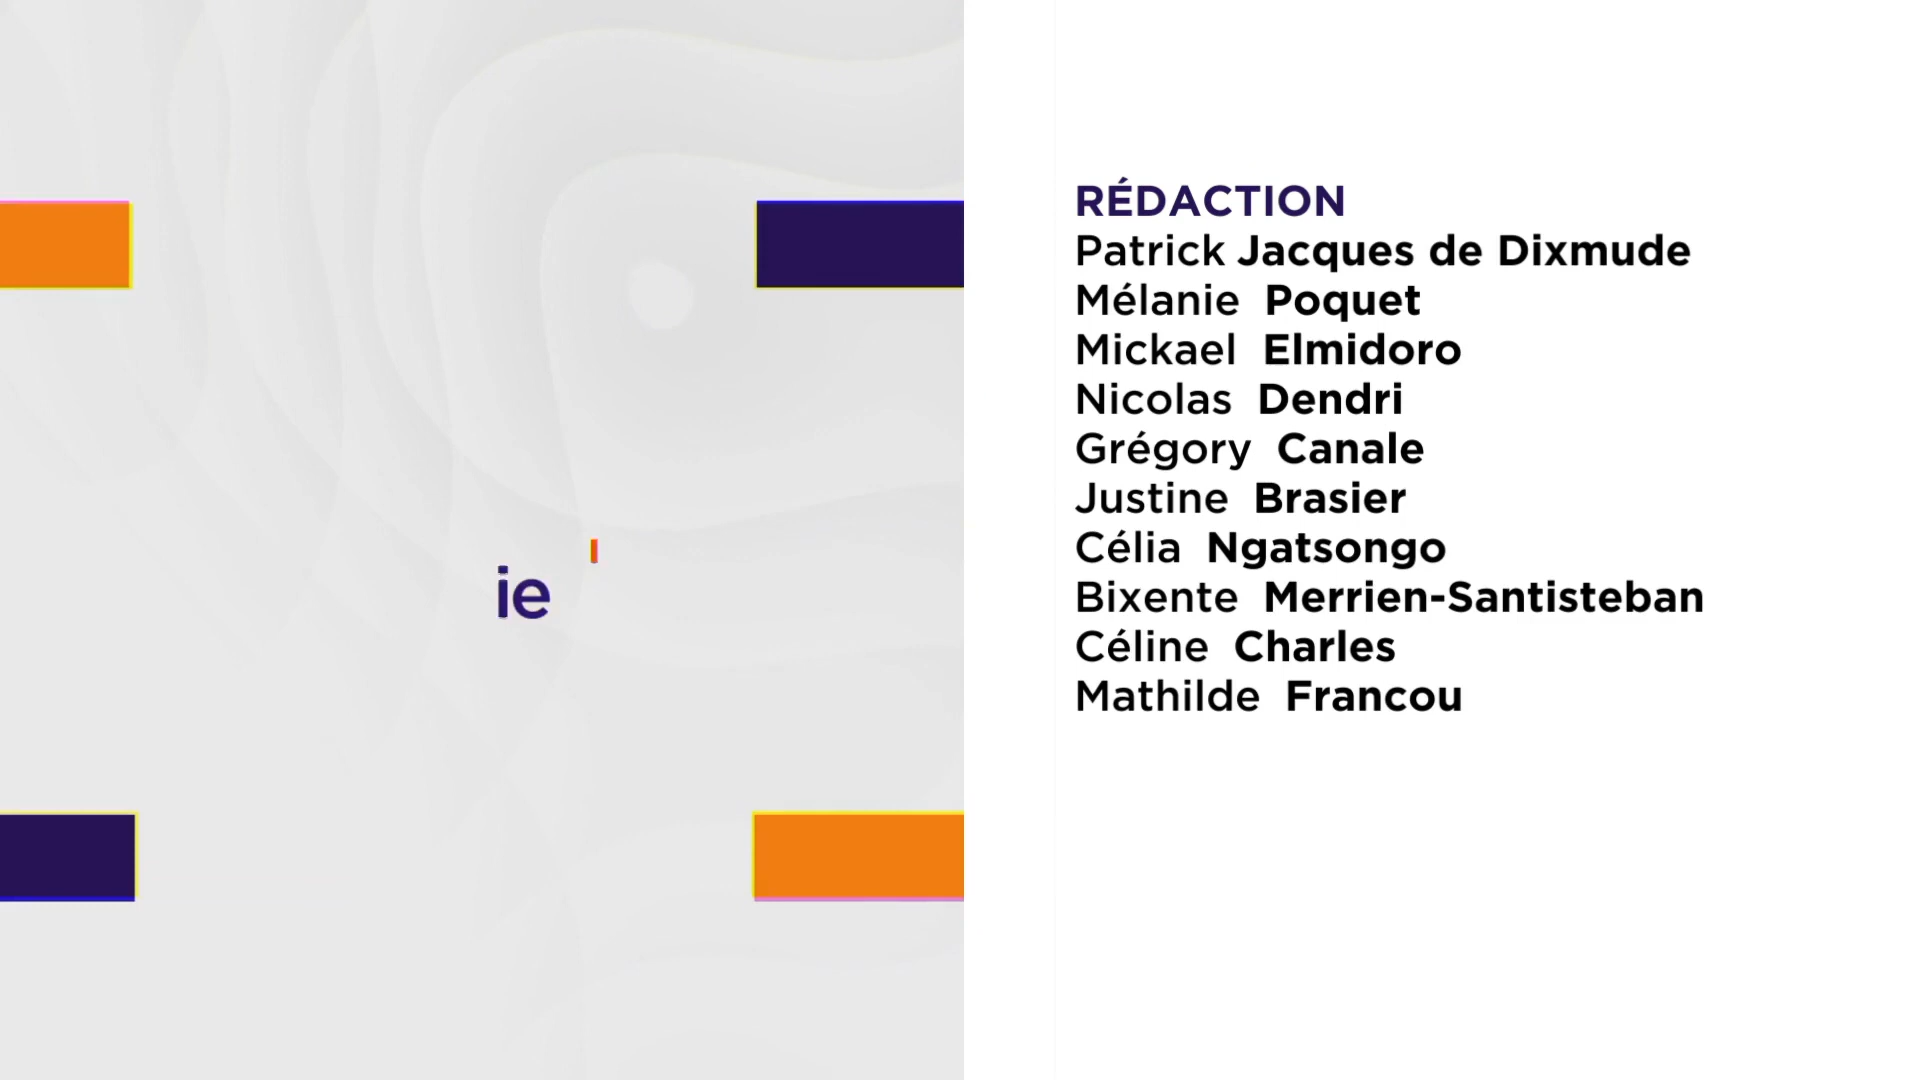 ie
RÉDACTION
Patrick Jacques de Dixmude
Mélanie Poquet
Mickael Elmidoro
Nicolas Dendri
Grégory Canale
Justine Brasier
Célia Ngatsongo
Bixente Merrien-Santisteban
Céline Charles
Mathilde Francou